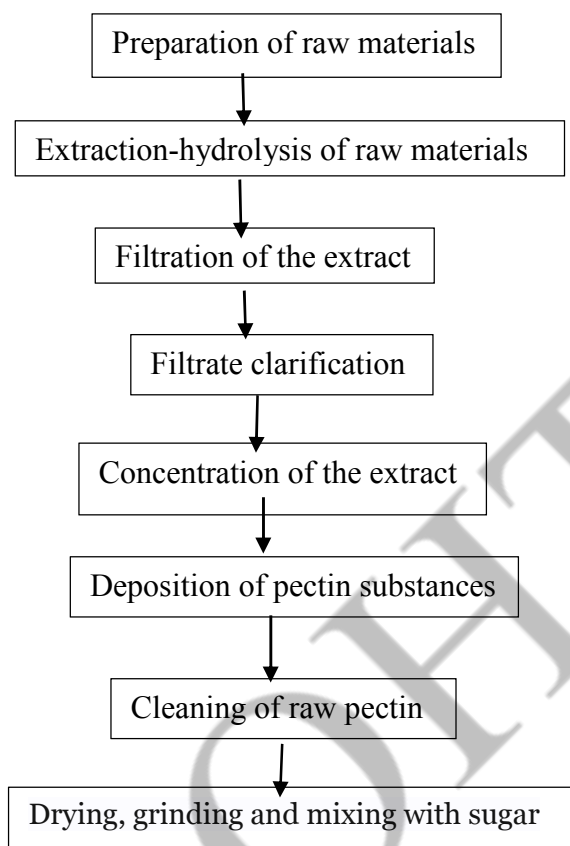 Preparation of raw materials
Extraction-hydrolysis of raw materials
Filtration of the extract
Filtrate clarification
Concentration of the extract
Deposition of pectin substances
Cleaning of raw pectin
Drying, grinding and mixing with sugar